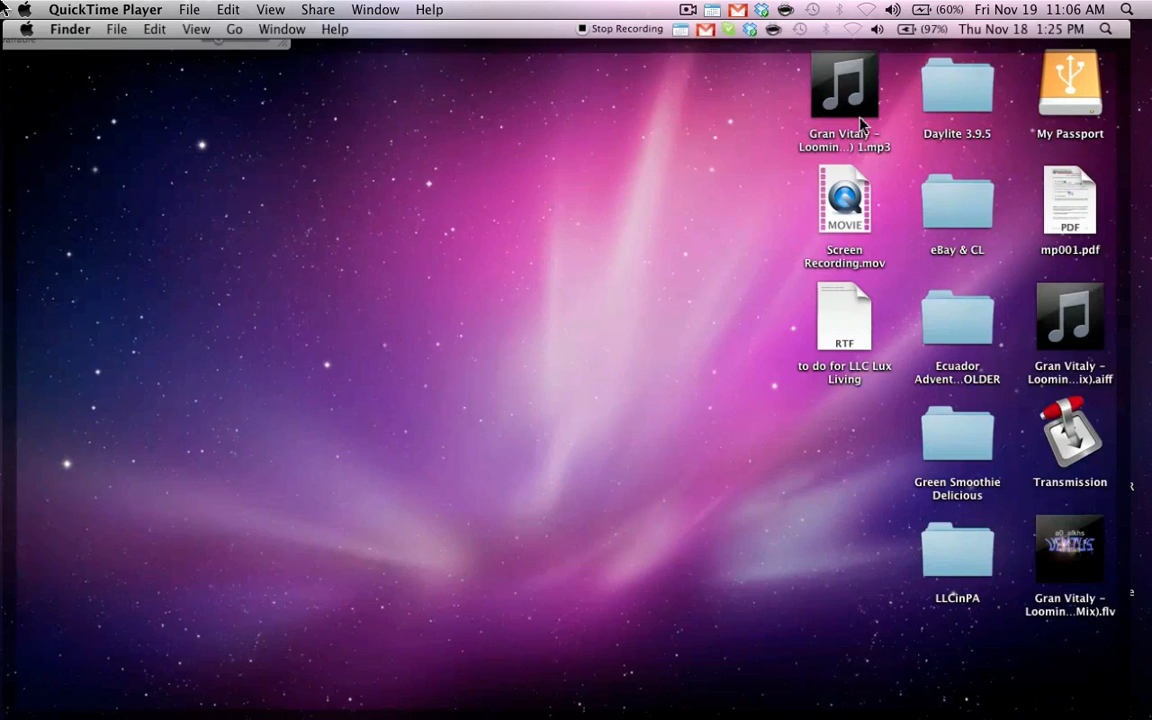 QuickTime Player File Edit View Share Window Help (60%) Fri Nov 19 11:06 AM
Finder File Edit View Go Window Help Stop Recording (97%) Thu Nov 18 1:25 PM
Gran Vitaly -
Loomin...) 1.mp3
Daylite 3.9.5
My Passport
MOVIE
Screen
Recording.mov
eBay & CL
PDF
mp001.pdf
RTF
to do for LLC Lux
Living
Ecuador
Advent...OLDER
Gran Vitaly -
Loomin...ix).aiff
Green Smoothie
Delicious
Transmission
LLCinPA
Gran Vitaly -
Loomin...Mix).flv